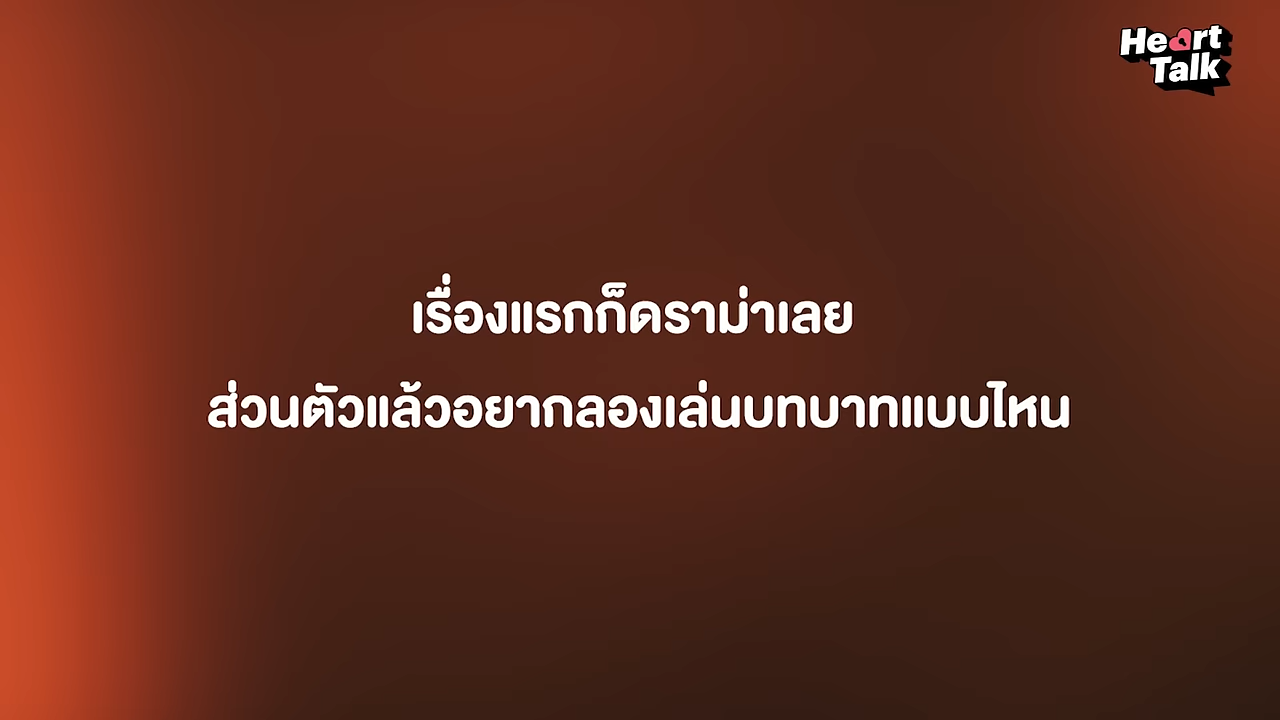 Heart
Talk
เรื่องแรกก็ดราม่าเลย
ส่วนตัวแล้วอยากลองเล่นบทบาทแบบไหน